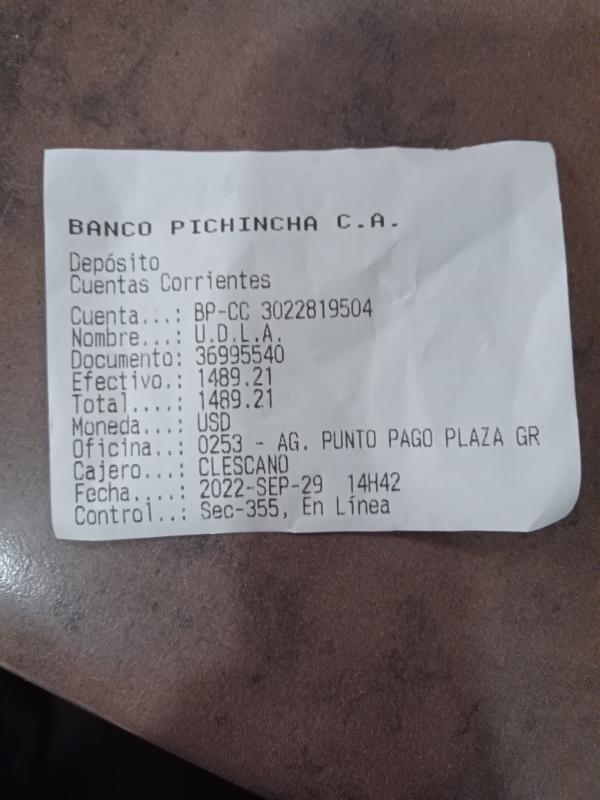 BANCO PICHINCHA C.A.
Depósito
Cuentas Corrientes
Cuenta...: BP-CC 3022819504
Nombre...: U.D.L.A.
Documento: 36995540
Efectivo.: 1489.21
Total....: 1489.21
Moneda...: USD
Oficina..: 0253 - AG. PUNTO PAGO PLAZA GR
Cajero...: CLESCANO
Fecha....: 2022-SEP-29 14H42
Control..: Sec-355, En Línea